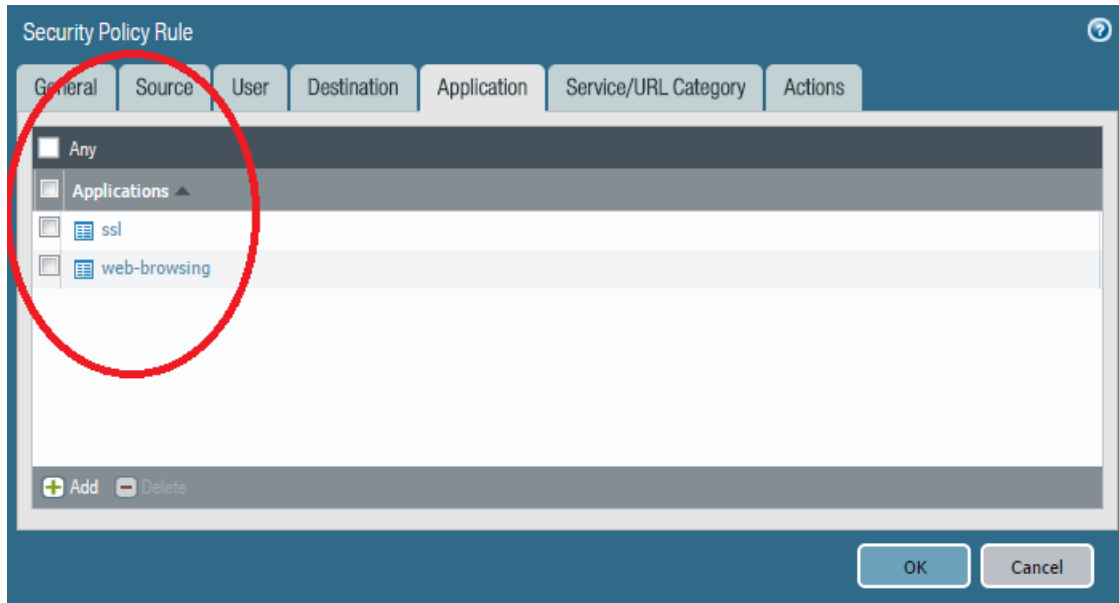 Security Policy Rule
General Source User Destination Application Service/URL Category Actions
Any
Applications
ssl
web-browsing
Add Delete
OK Cancel